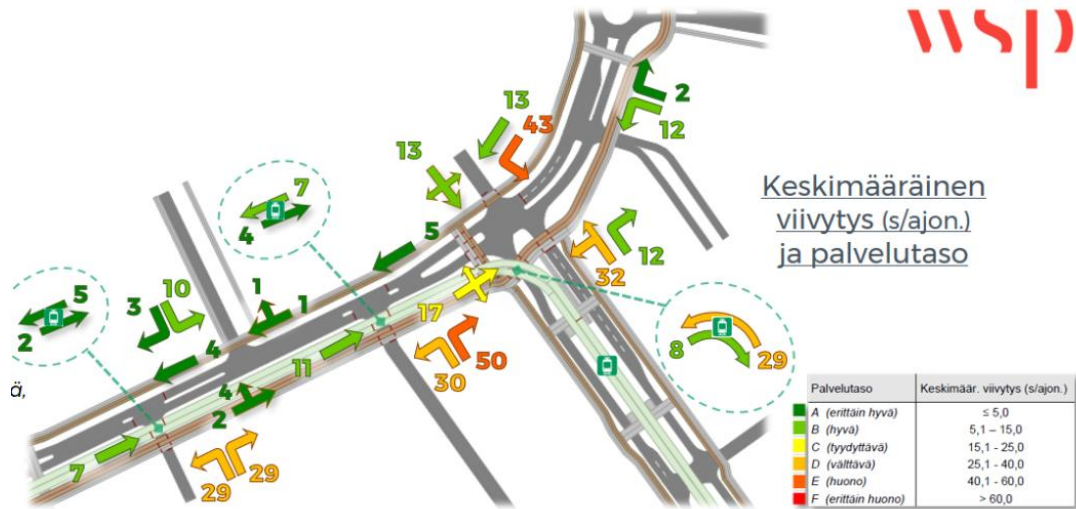 wsp
Keskimääräinen
viivytys (s/ajon.)
ja palvelutaso
13
43
2
12
13
7
4
5
32
12
5
2
3
10
1
1
17
8
29
4
11
50
30
4
2
7
29
29
ä,
Palvelutaso Keskimäär. viivytys (s/ajon.)
A (erittäin hyvä) ≤ 5,0
B (hyvä) 5,1 – 15,0
C (tyydyttävä) 15,1 - 25,0
D (välttävä) 25,1 - 40,0
E (huono) 40,1 - 60,0
F (erittäin huono) > 60,0